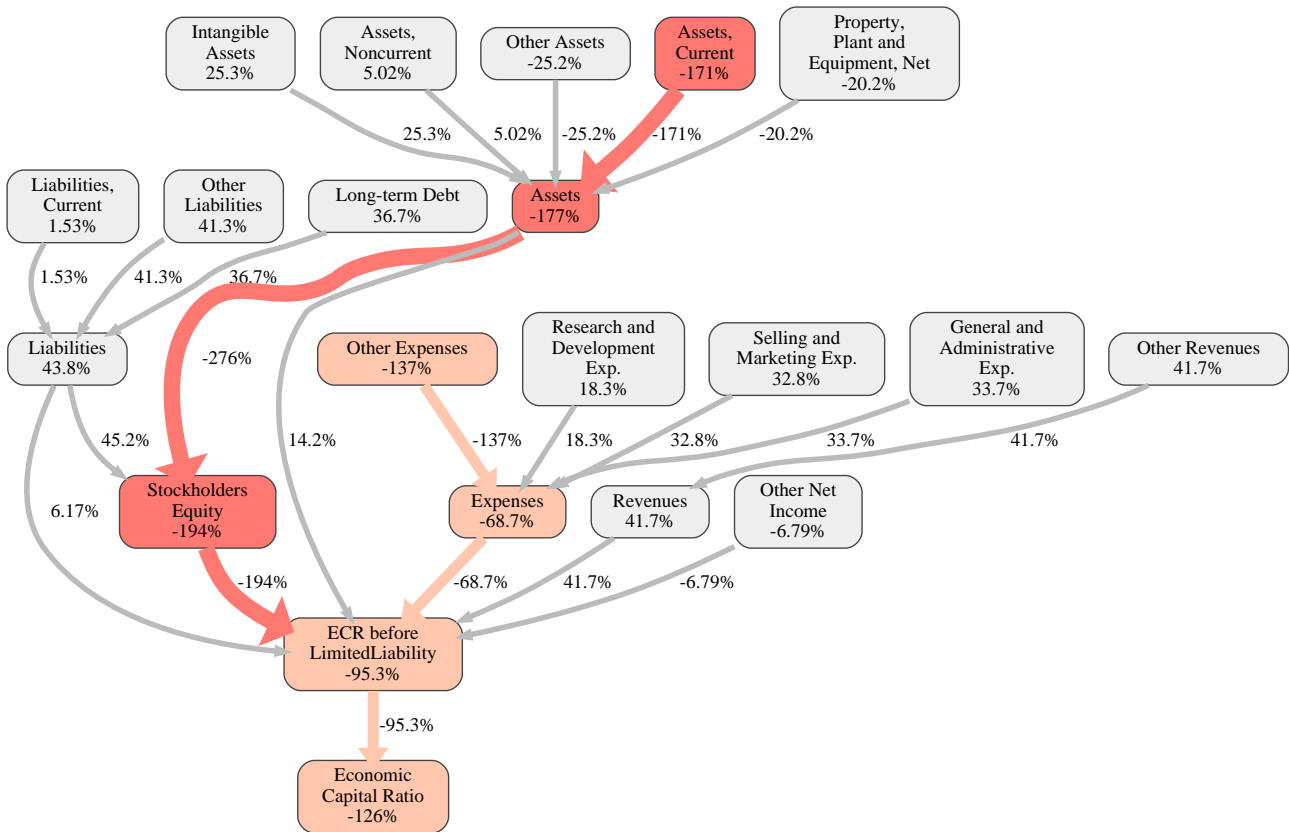 Intangible
Assets
25.3%
Assets,
Noncurrent
5.02%
Other Assets
-25.2%
Assets,
Current
-171%
Property,
Plant and
Equipment, Net
-20.2%
25.3%
5.02%
-25.2%
-171%
-20.2%
Liabilities,
Current
1.53%
Other
Liabilities
41.3%
Long-term Debt
36.7%
Assets
-177%
1.53%
41.3%
36.7%
Liabilities
43.8%
-276%
Other Expenses
-137%
Research and
Development
Exp.
18.3%
Selling and
Marketing Exp.
32.8%
General and
Administrative
Exp.
33.7%
Other Revenues
41.7%
45.2%
14.2%
-137%
18.3%
32.8%
33.7%
41.7%
6.17%
Stockholders
Equity
-194%
Expenses
-68.7%
Revenues
41.7%
Other Net
Income
-6.79%
-194%
-68.7%
41.7%
-6.79%
ECR before
LimitedLiability
-95.3%
-95.3%
Economic
Capital Ratio
-126%